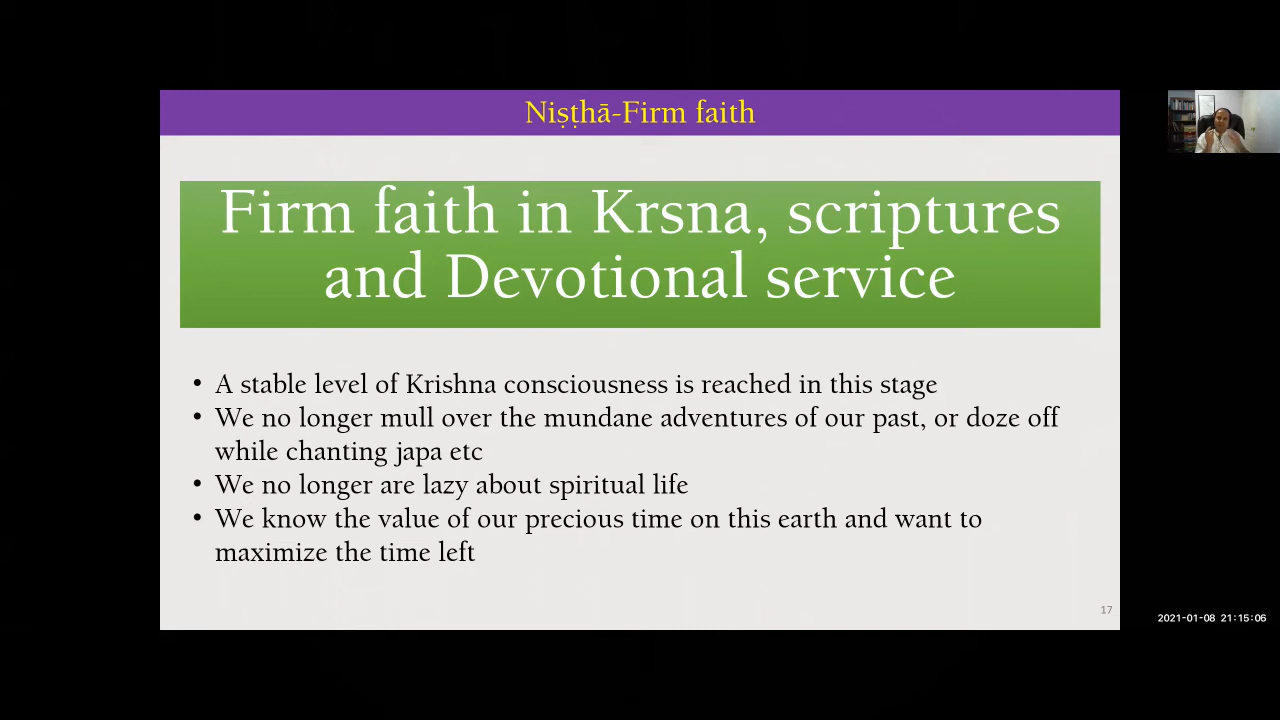 Niṣṭhā-Firm faith
Firm faith in Krsna, scriptures
and Devotional service
• A stable level of Krishna consciousness is reached in this stage
• We no longer mull over the mundane adventures of our past, or doze off
while chanting japa etc
• We no longer are lazy about spiritual life
• We know the value of our precious time on this earth and want to
maximize the time left
17
2021-01-08 21:15:06